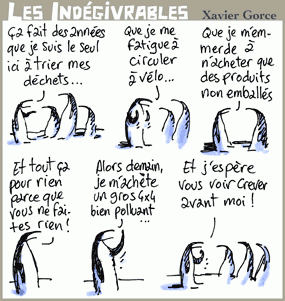 LES INDÉGIVRABLES Xavier Gorce
Ça fait des années
que je suis le seul
ici à trier mes
déchets...
Que je me
fatigue à
circuler
à vélo...
Que je m'em-
merde à
n'acheter que
des produits
non emballés
Et tout ça
pour rien
parce que
vous ne fai-
tes rien !
Alors demain,
je m'achète
un gros 4x4
bien polluant
...
Et j'espère
vous voir crever
avant moi !